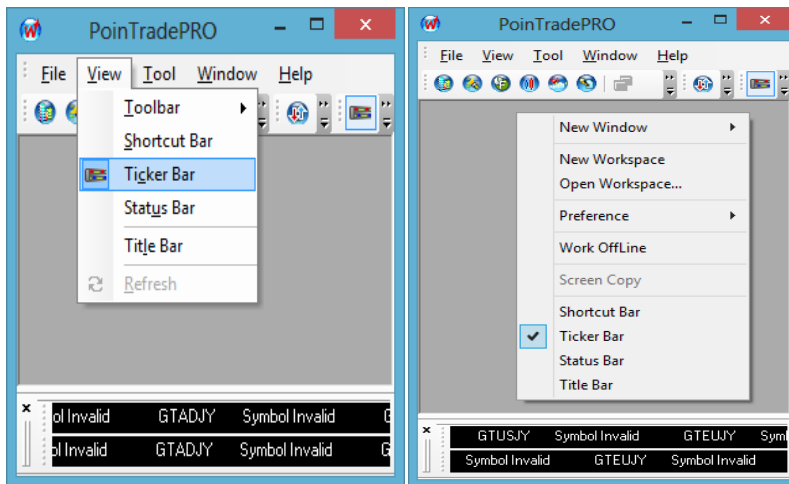 PoinTradePRO
File View Tool Window Help
Toolbar
Shortcut Bar
Ticker Bar
Status Bar
Title Bar
Refresh
ol Invalid GTADJY Symbol Invalid
ol Invalid GTADJY Symbol Invalid
PoinTradePRO
File View Tool Window Help
New Window
New Workspace
Open Workspace...
Preference
Work OffLine
Screen Copy
Shortcut Bar
Ticker Bar
Status Bar
Title Bar
GTUSJY Symbol Invalid GTEUJY Syml
Symbol Invalid GTEUJY Symbol Invalid